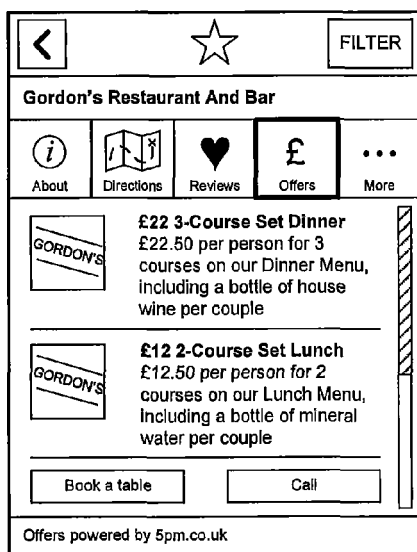 FILTER
Gordon's Restaurant And Bar
i
£
About
Directions
Reviews
Offers
More
GORDON'S
£22 3-Course Set Dinner
£22.50 per person for 3
courses on our Dinner Menu,
including a bottle of house
wine per couple
GORDON'S
£12 2-Course Set Lunch
£12.50 per person for 2
courses on our Lunch Menu,
including a bottle of mineral
water per couple
Book a table
Call
Offers powered by 5pm.co.uk